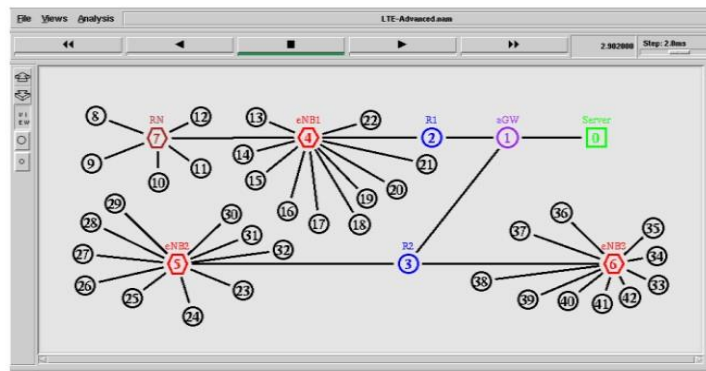 File Views Analysis LTE-Advanced.nam
2.902000 Step: 2.0ms
VIEW
RN eNB1 R1 aGW Server
8 12 13 22
7 4 2 1 0
9 14 21
10 11 15 20
16 17 18 19
29 30 36 35
28 31 37
eNB2 R2 eNB3
27 32 34
5 3 6
26 25 23 38 33
24 39 40 41 42